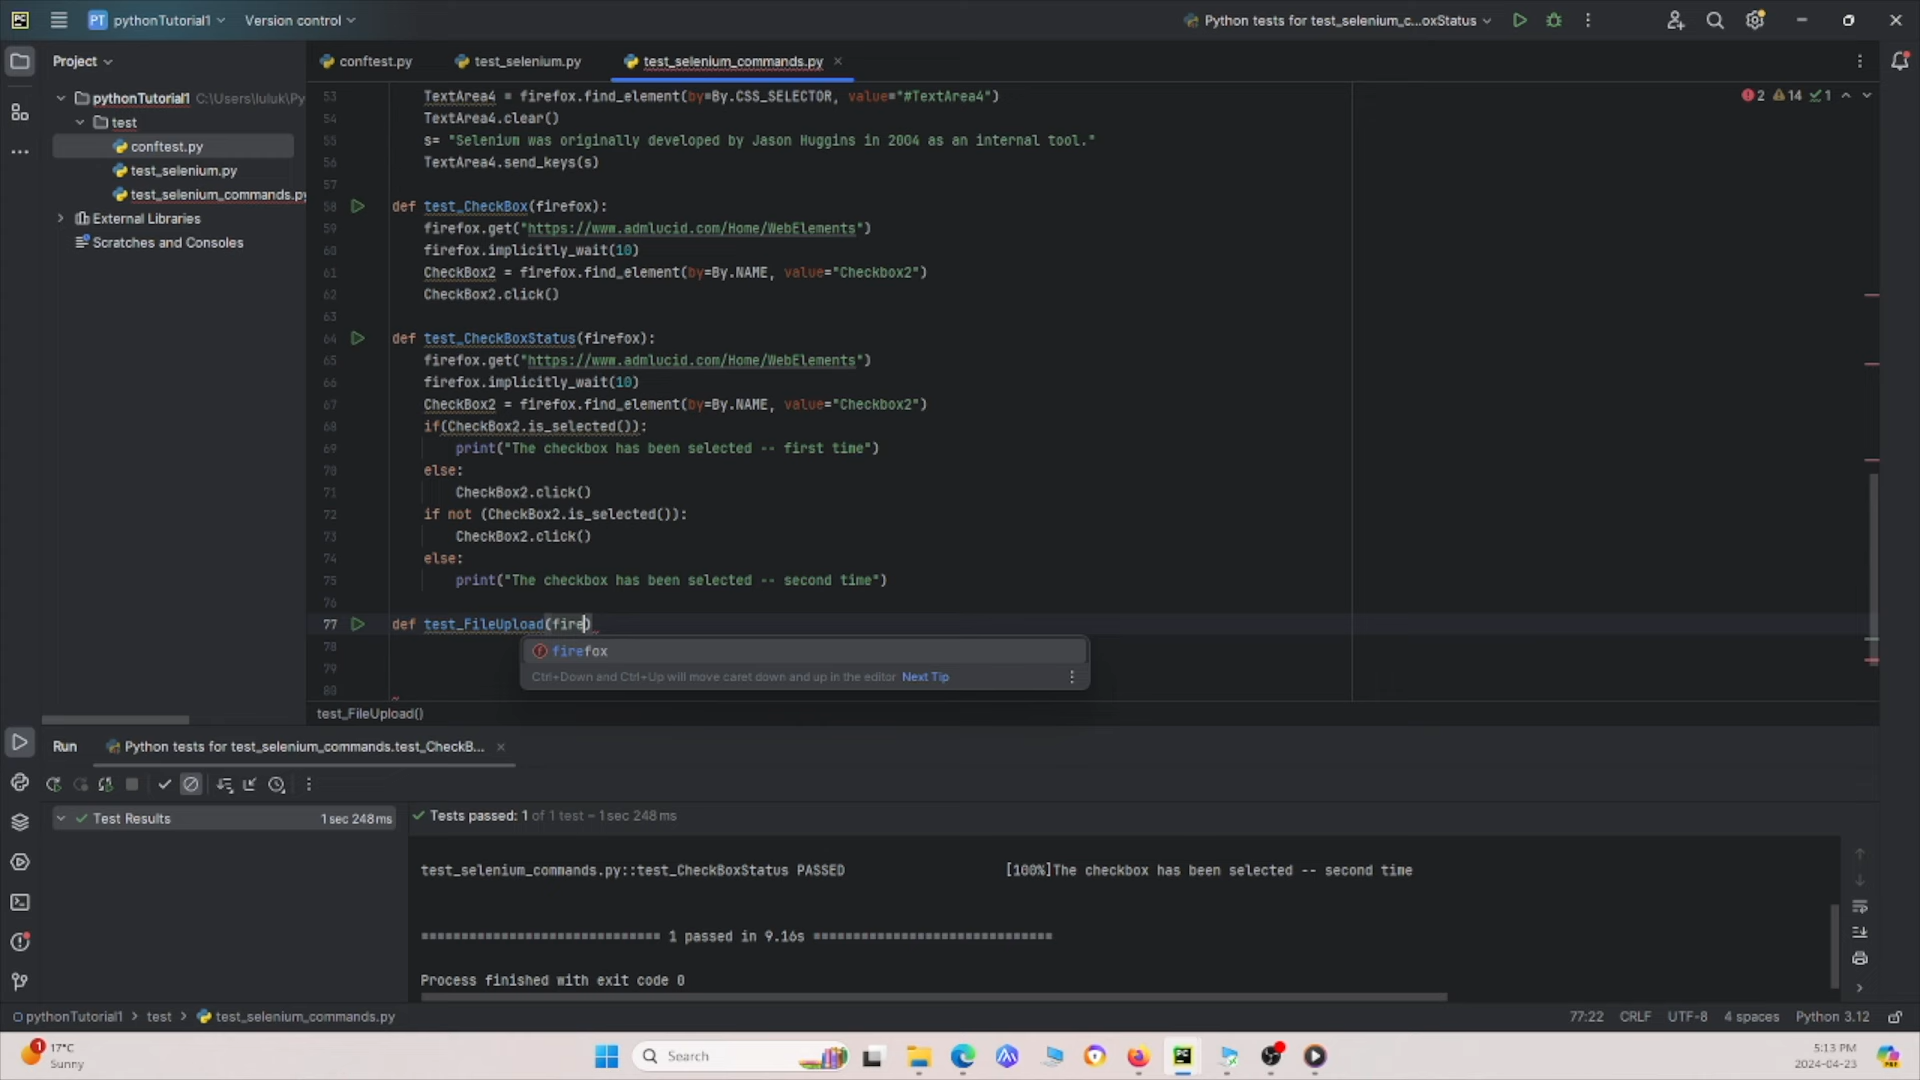 PC
PT pythonTutorial1
Version control
Python tests for test_selenium_c...oxStatus
Project
conftest.py
test_selenium.py
test_selenium_commands.py
pythonTutorial1 C:\Users\luluk\Py
test
conftest.py
test_selenium.py
test_selenium_commands.py
External Libraries
Scratches and Consoles
2 14 1
53 TextArea4 = firefox.find_element(by=By.CSS_SELECTOR, value="#TextArea4")
54 TextArea4.clear()
55 s= "Selenium was originally developed by Jason Huggins in 2004 as an internal tool."
56 TextArea4.send_keys(s)
57
58 def test_CheckBox(firefox):
59 firefox.get("https://www.admlucid.com/Home/WebElements")
60 firefox.implicitly_wait(10)
61 CheckBox2 = firefox.find_element(by=By.NAME, value="Checkbox2")
62 CheckBox2.click()
63
64 def test_CheckBoxStatus(firefox):
65 firefox.get("https://www.admlucid.com/Home/WebElements")
66 firefox.implicitly_wait(10)
67 CheckBox2 = firefox.find_element(by=By.NAME, value="Checkbox2")
68 if(CheckBox2.is_selected()):
69 print("The checkbox has been selected -- first time")
70 else:
71 CheckBox2.click()
72 if not (CheckBox2.is_selected()):
73 CheckBox2.click()
74 else:
75 print("The checkbox has been selected -- second time")
76
77 def test_FileUpload(fire)
78
79
80
f firefox
Ctrl+Down and Ctrl+Up will move caret down and up in the editor Next Tip
test_FileUpload()
Run
Python tests for test_selenium_commands.test_CheckB...
Test Results 1 sec 248 ms
Tests passed: 1 of 1 test – 1 sec 248 ms
test_selenium_commands.py::test_CheckBoxStatus PASSED [100%]The checkbox has been selected -- second time
============================== 1 passed in 9.16s ==============================
Process finished with exit code 0
pythonTutorial1 > test > test_selenium_commands.py
77:22 CRLF UTF-8 4 spaces Python 3.12
1
17°C
Sunny
Search
PC
5:13 PM
2024-04-23